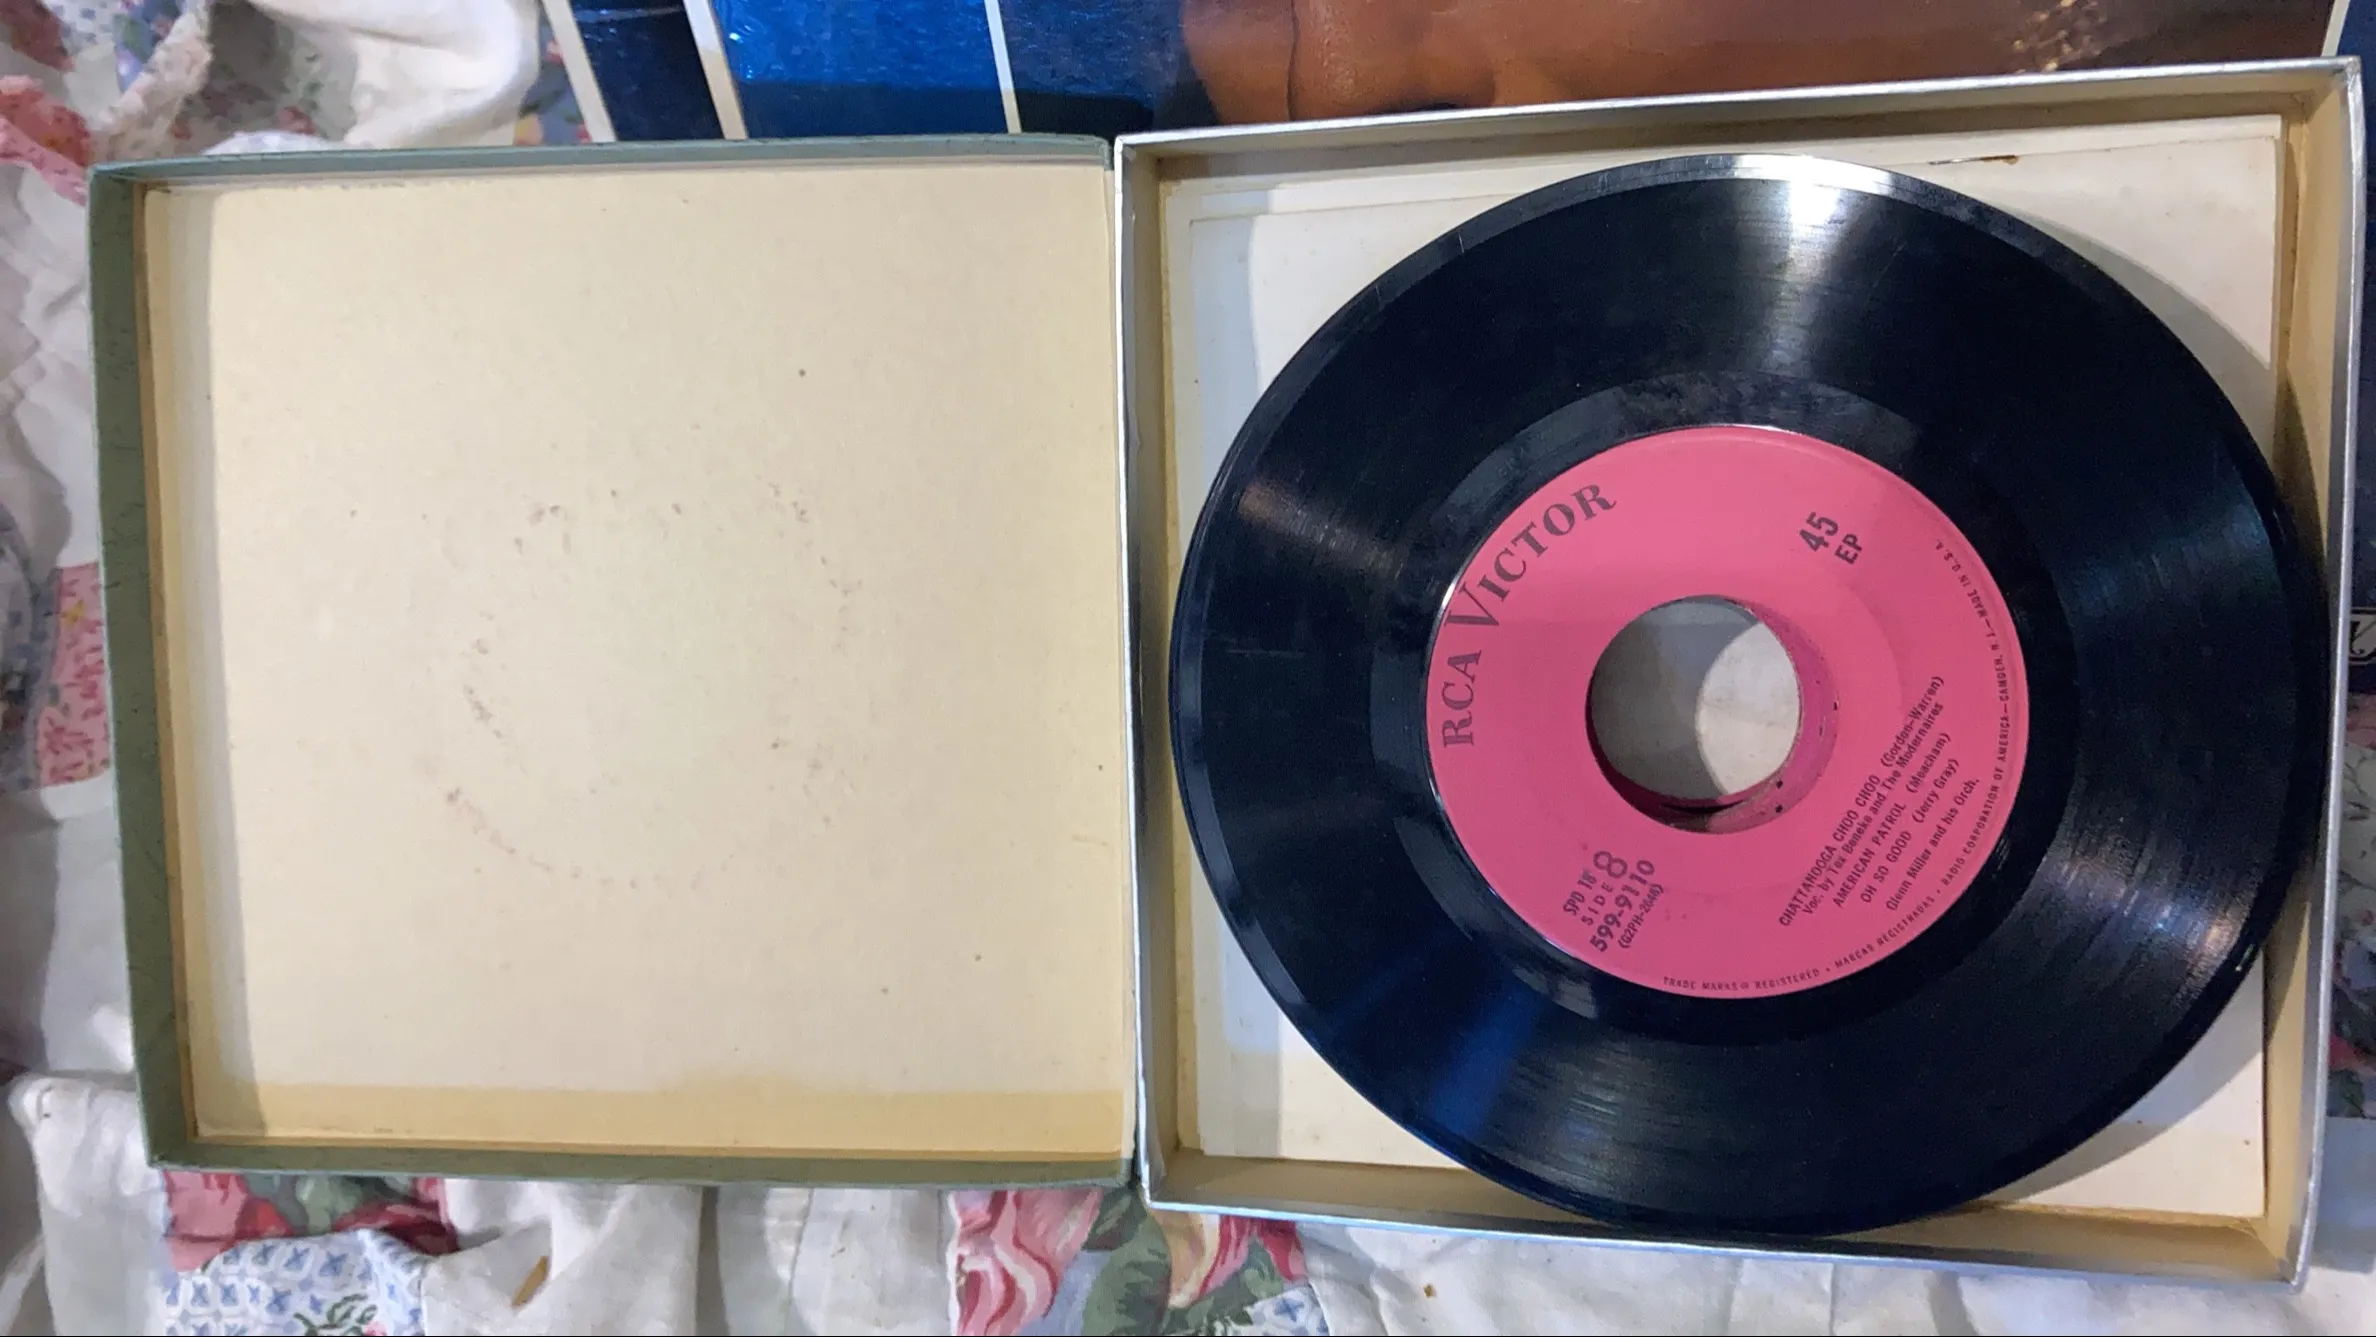 RCA VICTOR
45
EP
SPD 18
SIDE 8
599-9110
(G2PH-2648)
CHATTANOOGA CHOO CHOO (Gordon-Warren)
Voc. by Tex Beneke and The Modernaires
AMERICAN PATROL (Meacham)
OH SO GOOD (Jerry Gray)
Glenn Miller and his Orch.
TRADE MARKS ® REGISTERED • MARCAS REGISTRADAS • RADIO CORPORATION OF AMERICA—CAMDEN, N.J.—MADE IN U.S.A.